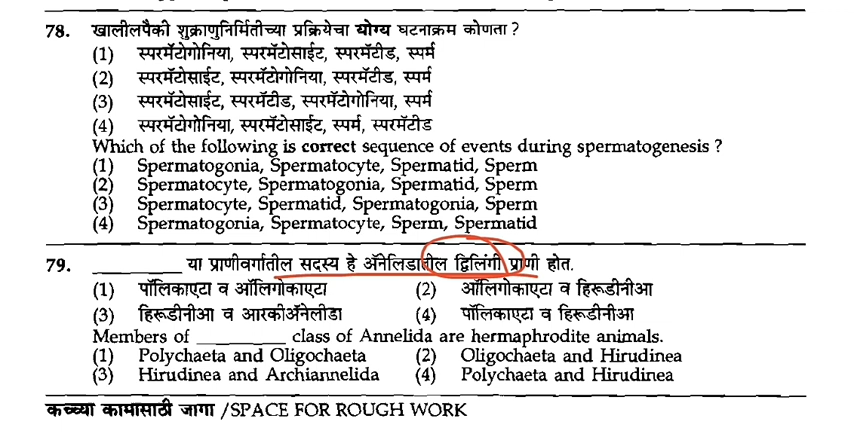 78. खालीलपैकी शुक्राणुनिर्मितीच्या प्रक्रियेचा योग्य घटनाक्रम कोणता ?
(1) स्परमॅटोगोनिया, स्परमॅटोसाईट, स्परमॅटीड, स्पर्म
(2) स्परमॅटोसाईट, स्परमॅटोगोनिया, स्परमॅटीड, स्पर्म
(3) स्परमॅटोसाईट, स्परमॅटीड, स्परमॅटोगोनिया, स्पर्म
(4) स्परमॅटोगोनिया, स्परमॅटोसाईट, स्पर्म, स्परमॅटीड
Which of the following is correct sequence of events during spermatogenesis ?
(1) Spermatogonia, Spermatocyte, Spermatid, Sperm
(2) Spermatocyte, Spermatogonia, Spermatid, Sperm
(3) Spermatocyte, Spermatid, Spermatogonia, Sperm
(4) Spermatogonia, Spermatocyte, Sperm, Spermatid
79. ________ या प्राणीवर्गातील सदस्य हे ॲनेलिडातील द्विलिंगी प्राणी होत.
(1) पॉलिकाएटा व ऑलिगोकाएटा (2) ऑलिगोकाएटा व हिरूडीनीआ
(3) हिरूडीनीआ व आरकीॲनेलीडा (4) पॉलिकाएटा व हिरूडीनीआ
Members of ________ class of Annelida are hermaphrodite animals.
(1) Polychaeta and Oligochaeta (2) Oligochaeta and Hirudinea
(3) Hirudinea and Archiannelida (4) Polychaeta and Hirudinea
कच्च्या कामासाठी जागा /SPACE FOR ROUGH WORK